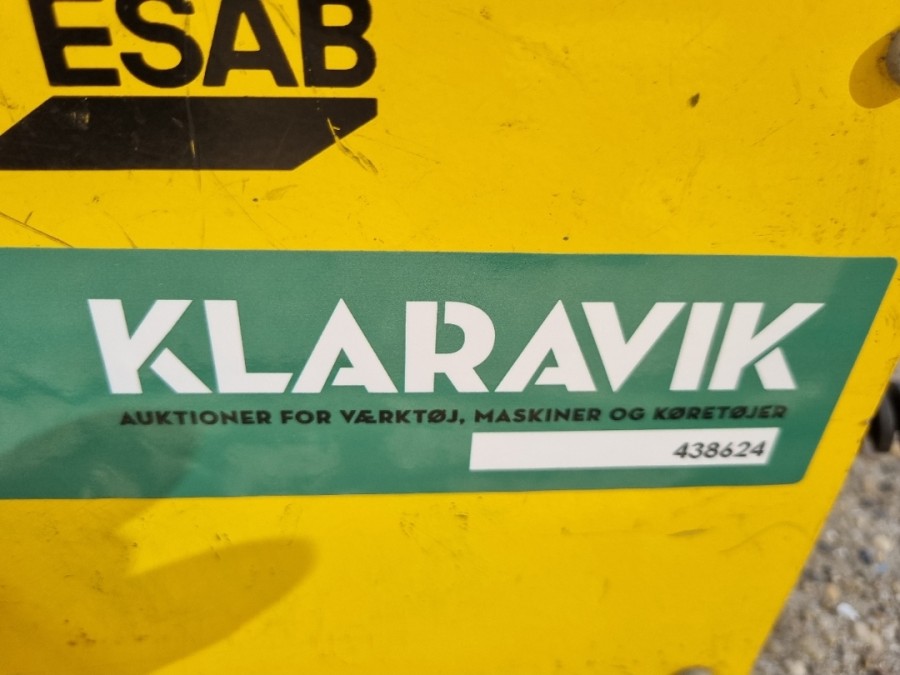 ESAB
KLARAVIK
AUKTIONER FOR VÆRKTØJ, MASKINER OG KØRETØJER
438624